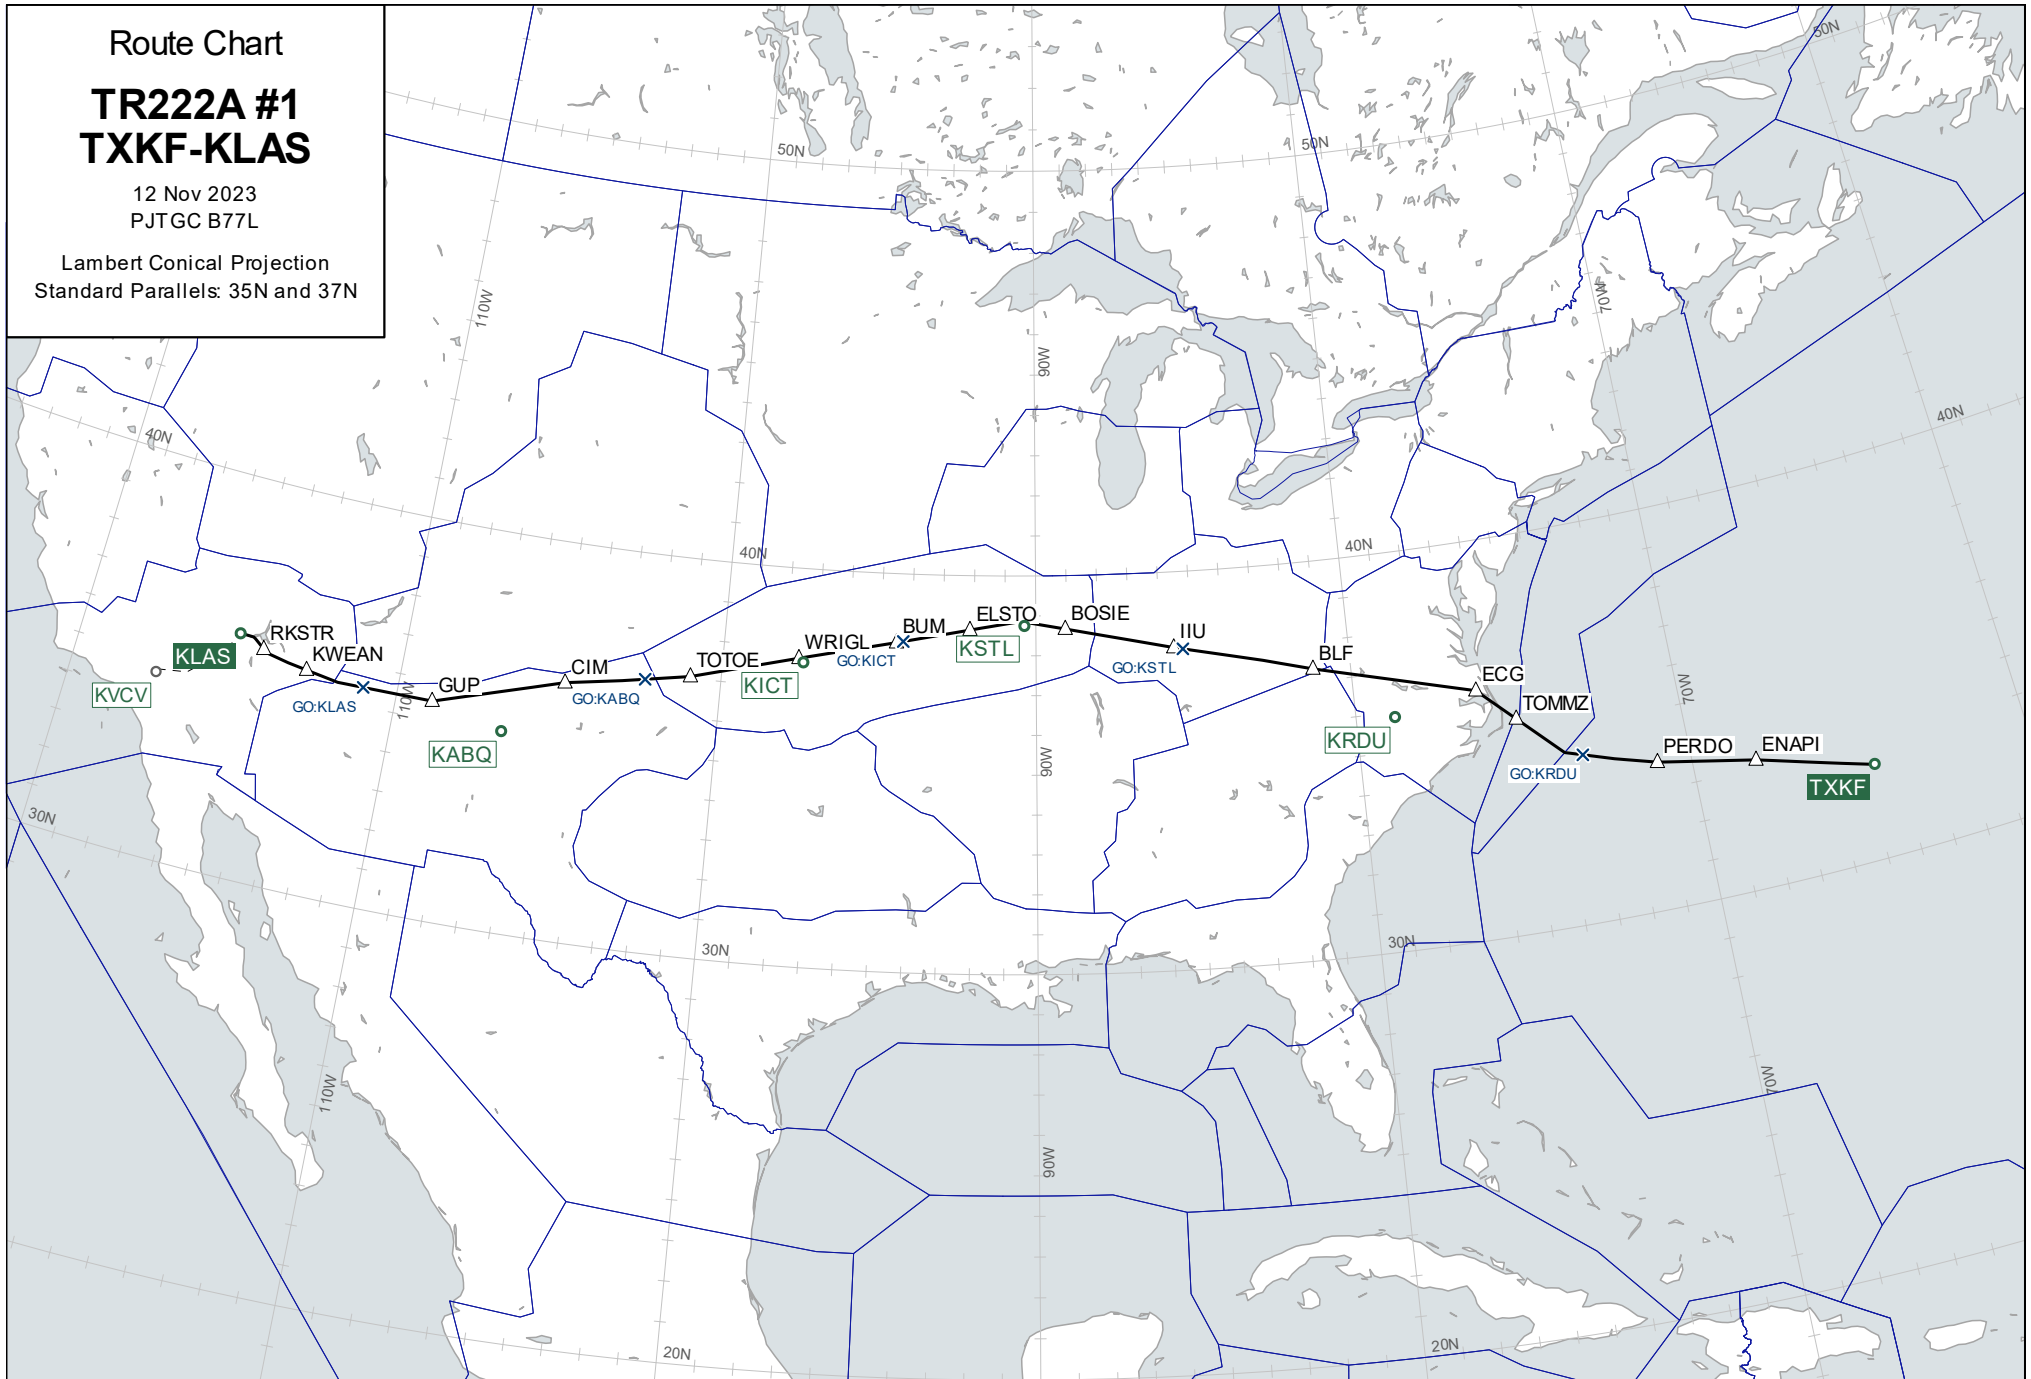 Route Chart
TR222A #1
TXKF-KLAS
12 Nov 2023
PJTGC B77L
Lambert Conical Projection
Standard Parallels: 35N and 37N
50N
50N
50N
110W
70W
90W
40N
40N
40N
40N
RKSTR
KLAS
KWEAN
KVCV
GO:KLAS
110W
GUP
KABQ
CIM
GO:KABQ
TOTOE
KICT
WRIGL
GO:KICT
BUM
ELSTO
KSTL
BOSIE
IIU
GO:KSTL
BLF
KRDU
ECG
TOMMZ
GO:KRDU
PERDO
ENAPI
TXKF
70W
90W
30N
30N
30N
110W
70W
90W
20N
20N